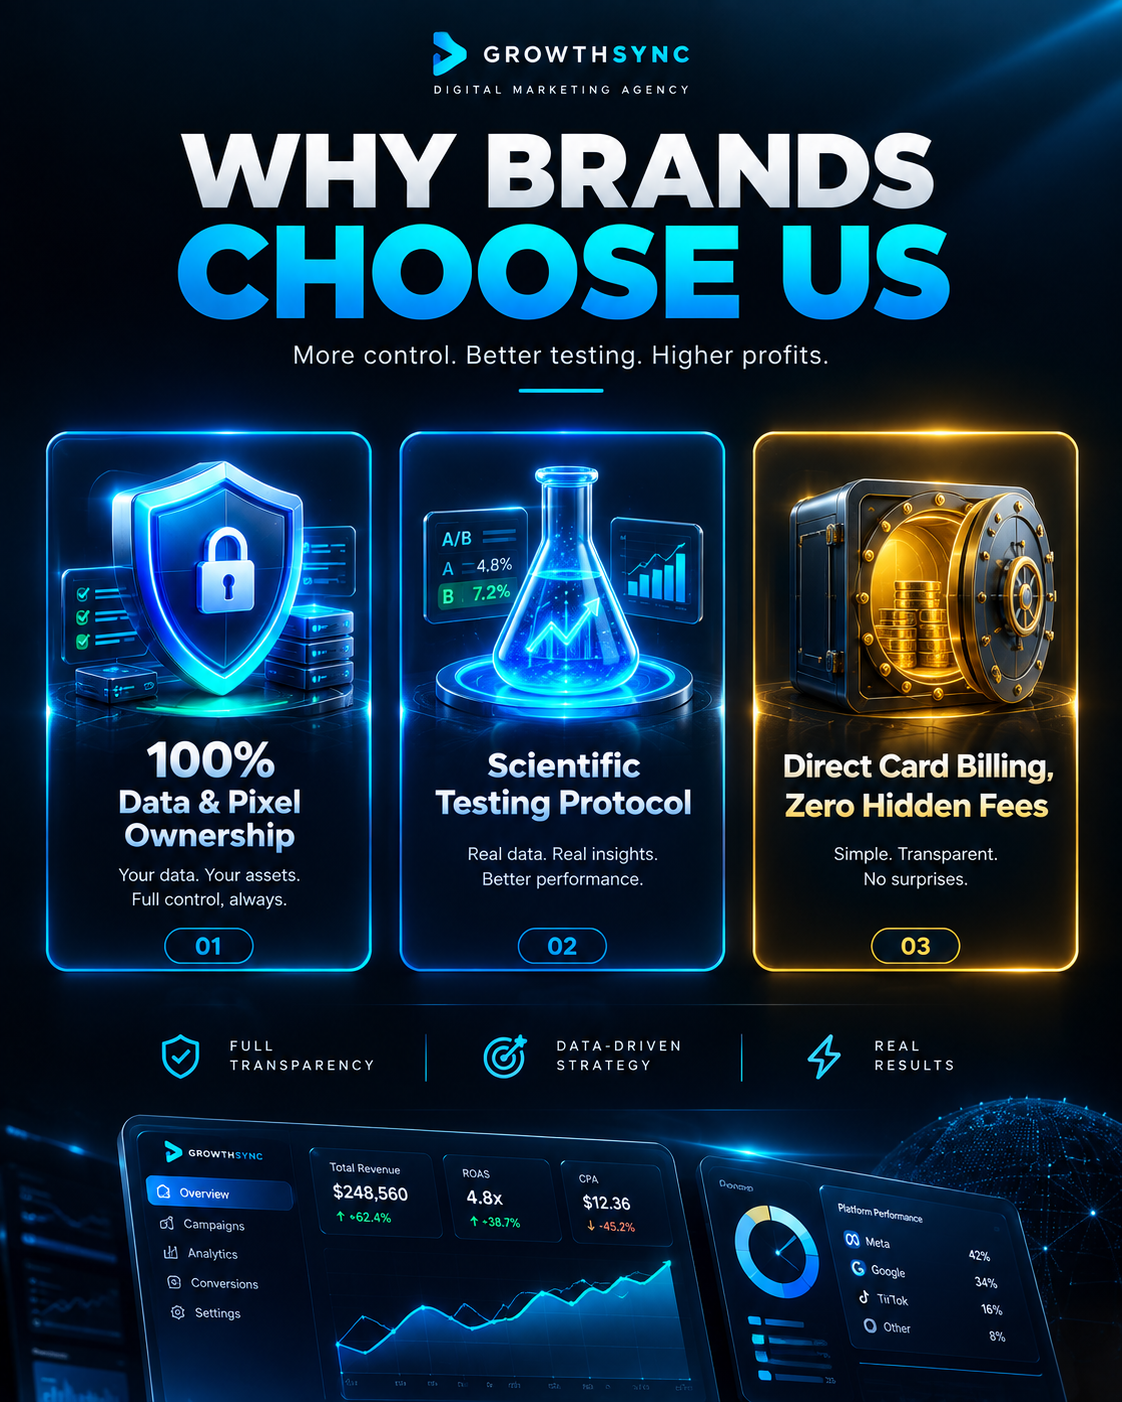 GROWTHSYNC
DIGITAL MARKETING AGENCY
WHY BRANDS
CHOOSE US
More control. Better testing. Higher profits.
A/B
A 4.8%
B 7.2%
100%
Data & Pixel
Ownership
Your data. Your assets.
Full control, always.
01
Scientific
Testing Protocol
Real data. Real insights.
Better performance.
02
Direct Card Billing,
Zero Hidden Fees
Simple. Transparent.
No surprises.
03
FULL
TRANSPARENCY
DATA-DRIVEN
STRATEGY
REAL
RESULTS
GROWTHSYNC
Overview
Campaigns
Analytics
Conversions
Settings
Total Revenue
$248,560
+62.4%
ROAS
4.8x
+38.7%
CPA
$12.36
-45.2%
Platform Performance
Meta 42%
Google 34%
TikTok 16%
Other 8%